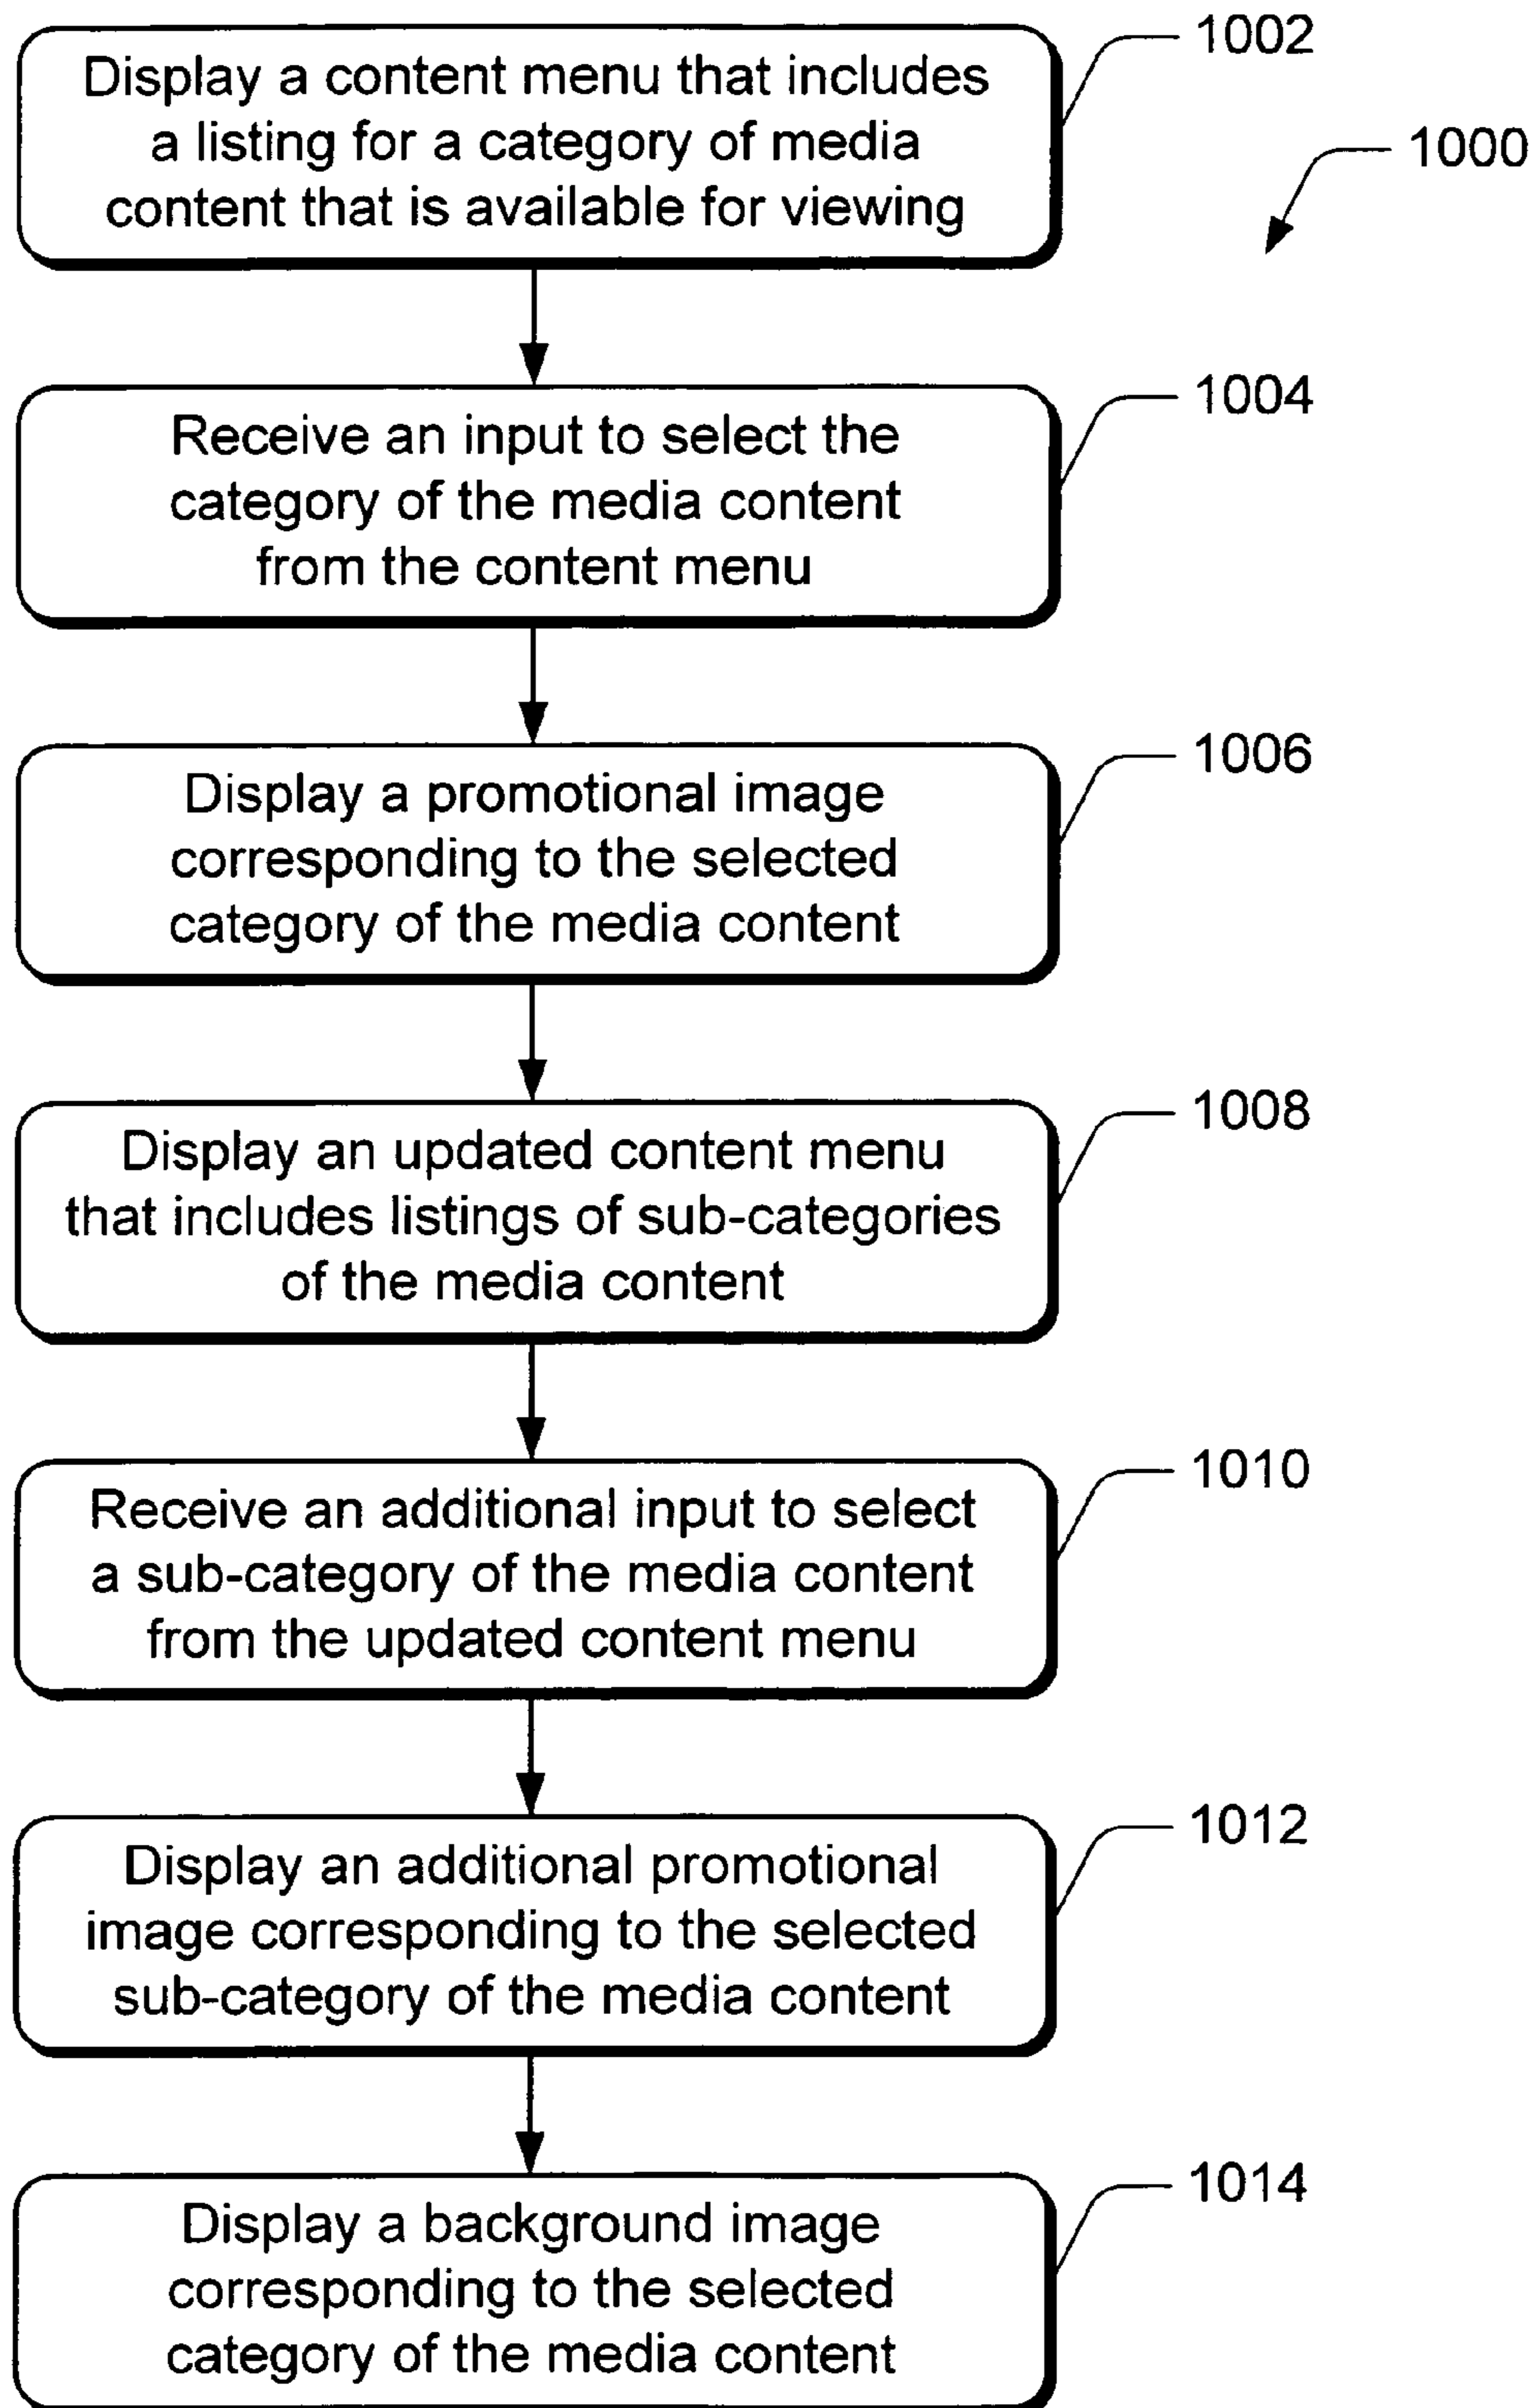 1002
Display a content menu that includes
a listing for a category of media
content that is available for viewing
1000
1004
Receive an input to select the
category of the media content
from the content menu
1006
Display a promotional image
corresponding to the selected
category of the media content
1008
Display an updated content menu
that includes listings of sub-categories
of the media content
1010
Receive an additional input to select
a sub-category of the media content
from the updated content menu
1012
Display an additional promotional
image corresponding to the selected
sub-category of the media content
1014
Display a background image
corresponding to the selected
category of the media content